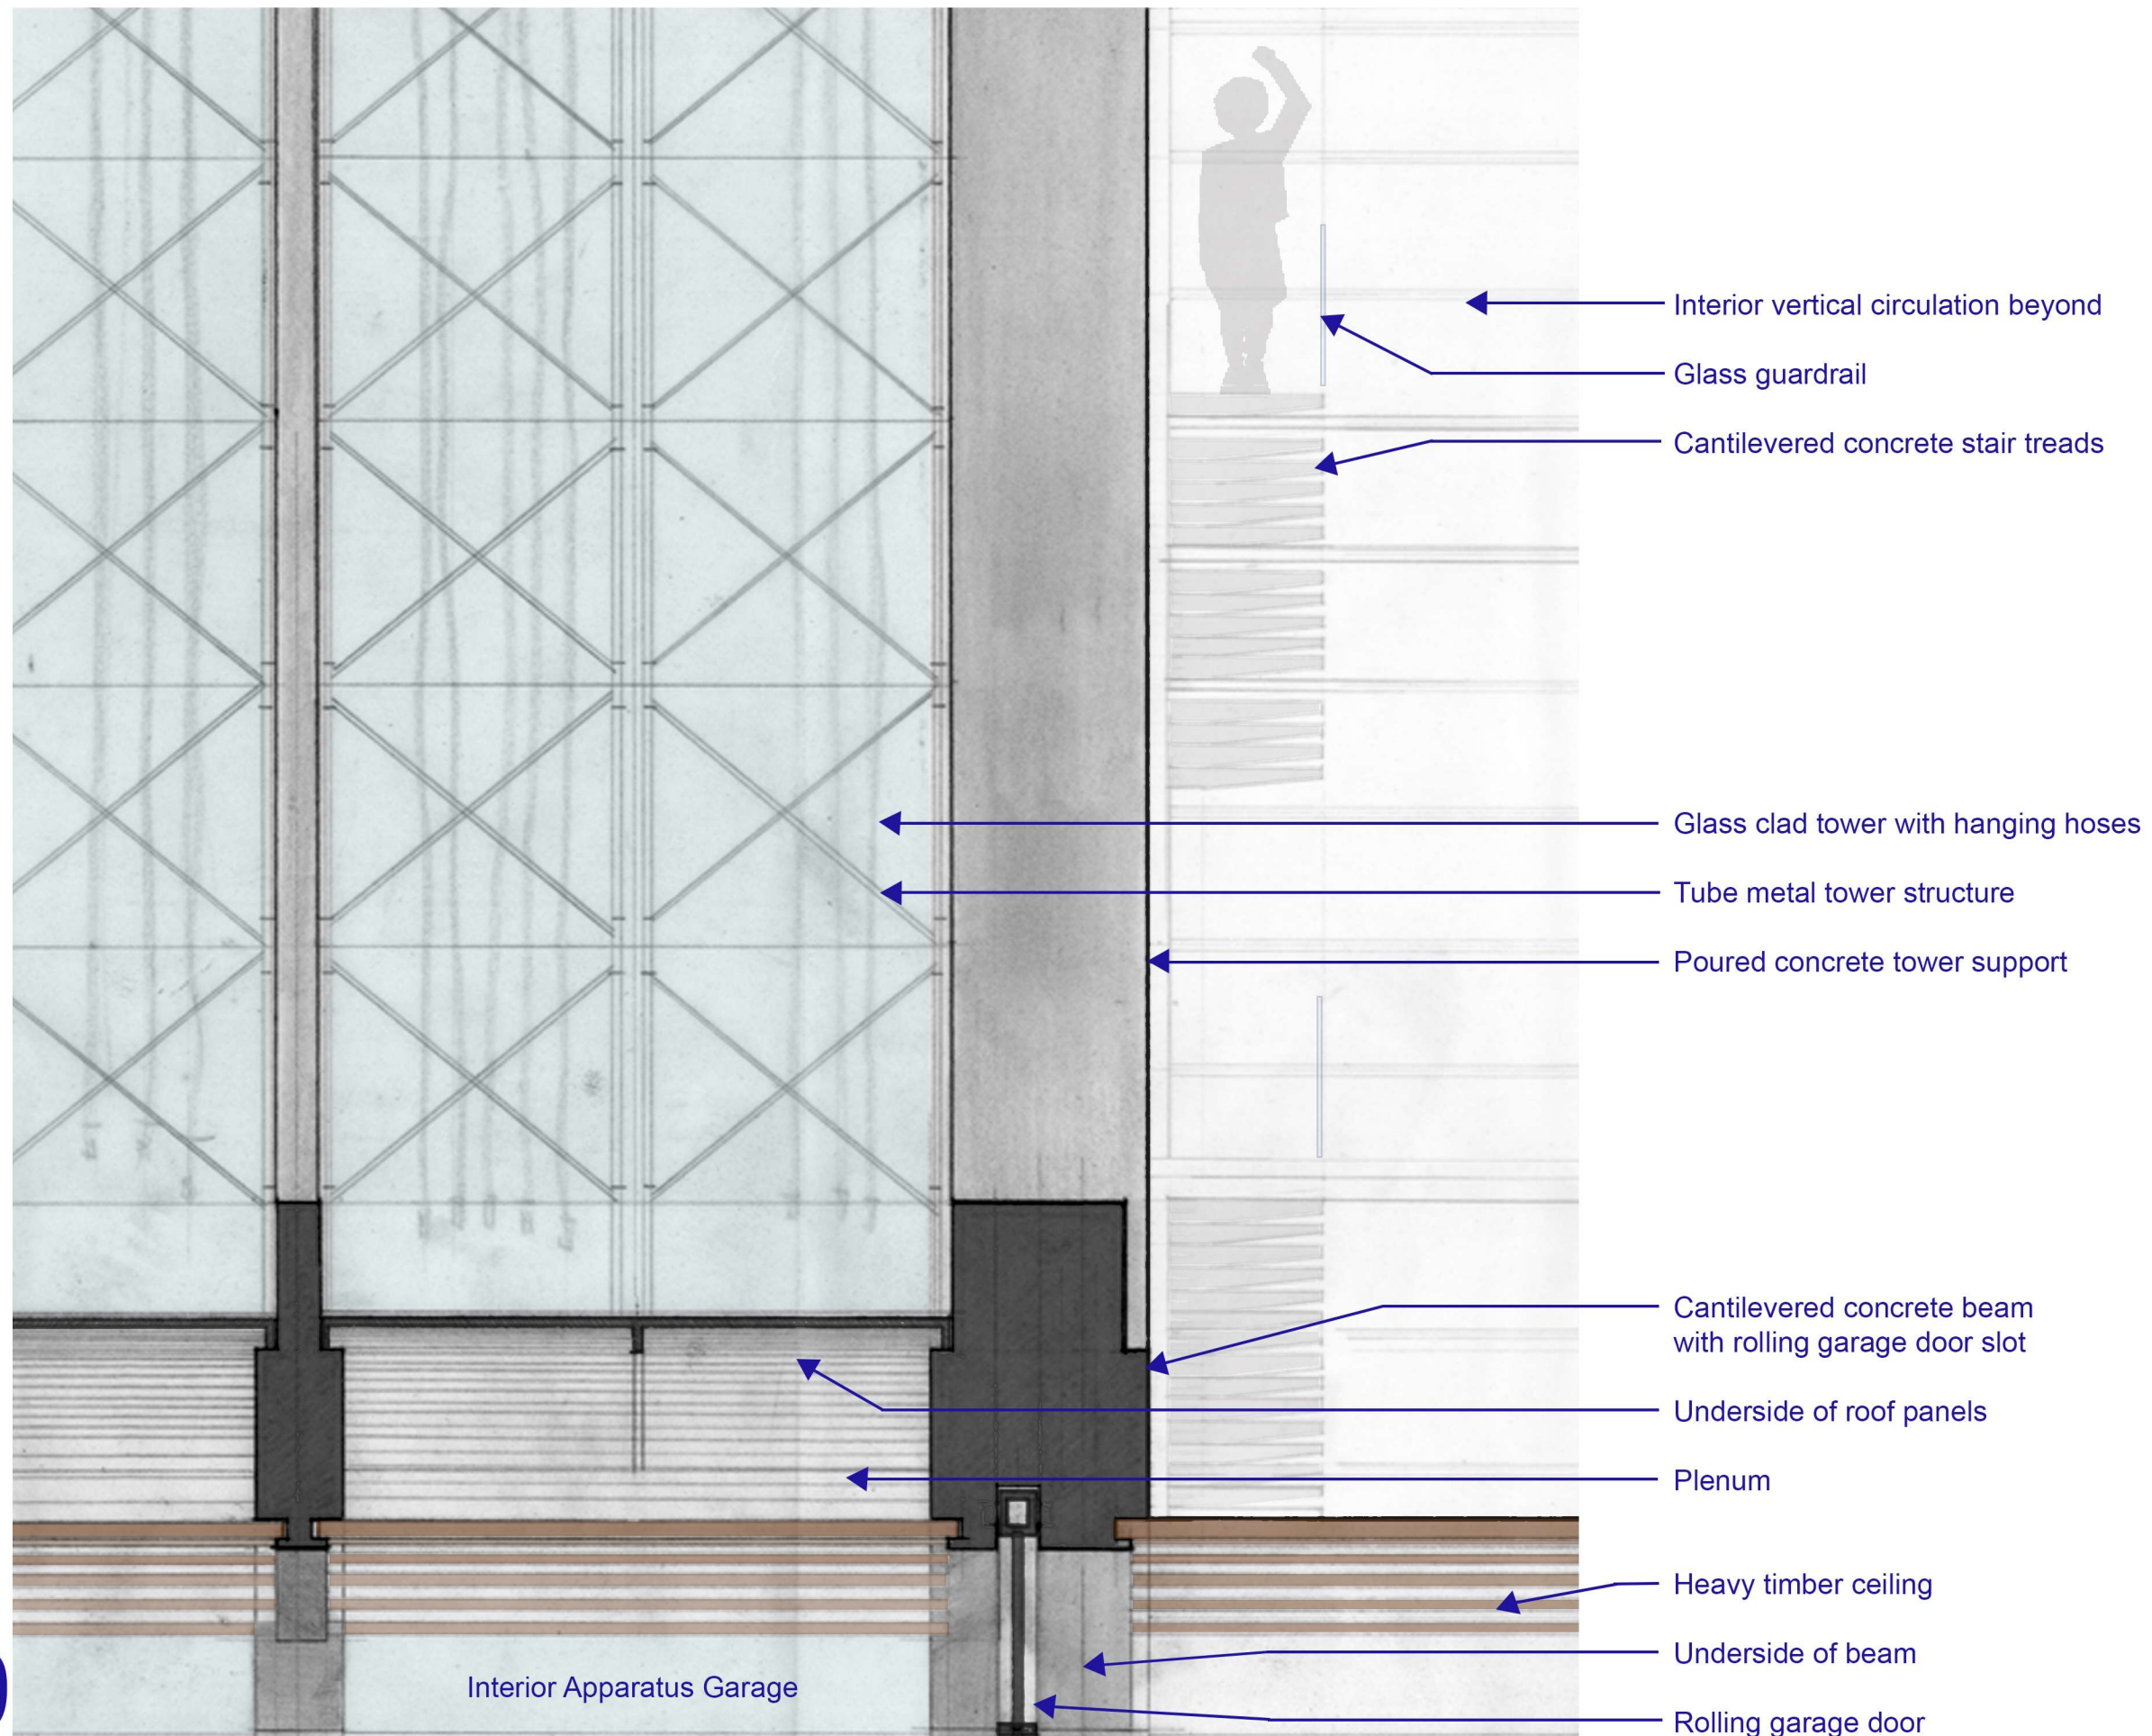 Interior vertical circulation beyond
Glass guardrail
Cantilevered concrete stair treads
Glass clad tower with hanging hoses
Tube metal tower structure
Poured concrete tower support
Cantilevered concrete beam
with rolling garage door slot
Underside of roof panels
Plenum
Heavy timber ceiling
Underside of beam
Rolling garage door
Interior Apparatus Garage